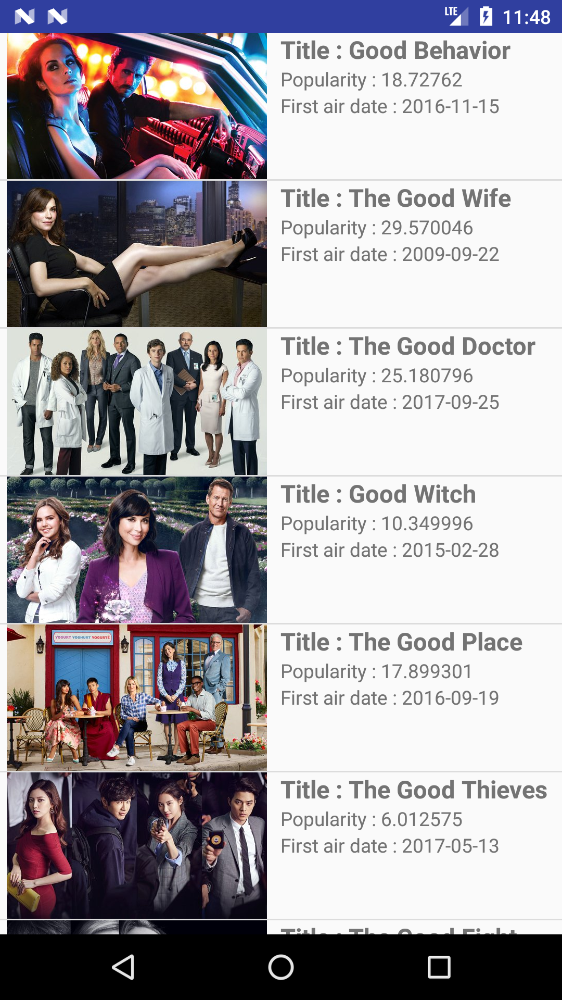 LTE 11:48
Title : Good Behavior
Popularity : 18.72762
First air date : 2016-11-15
Title : The Good Wife
Popularity : 29.570046
First air date : 2009-09-22
Title : The Good Doctor
Popularity : 25.180796
First air date : 2017-09-25
Title : Good Witch
Popularity : 10.349996
First air date : 2015-02-28
YOGURT YOGHURT YOGURTÉ
Title : The Good Place
Popularity : 17.899301
First air date : 2016-09-19
Title : The Good Thieves
Popularity : 6.012575
First air date : 2017-05-13
Title : The Good Fight